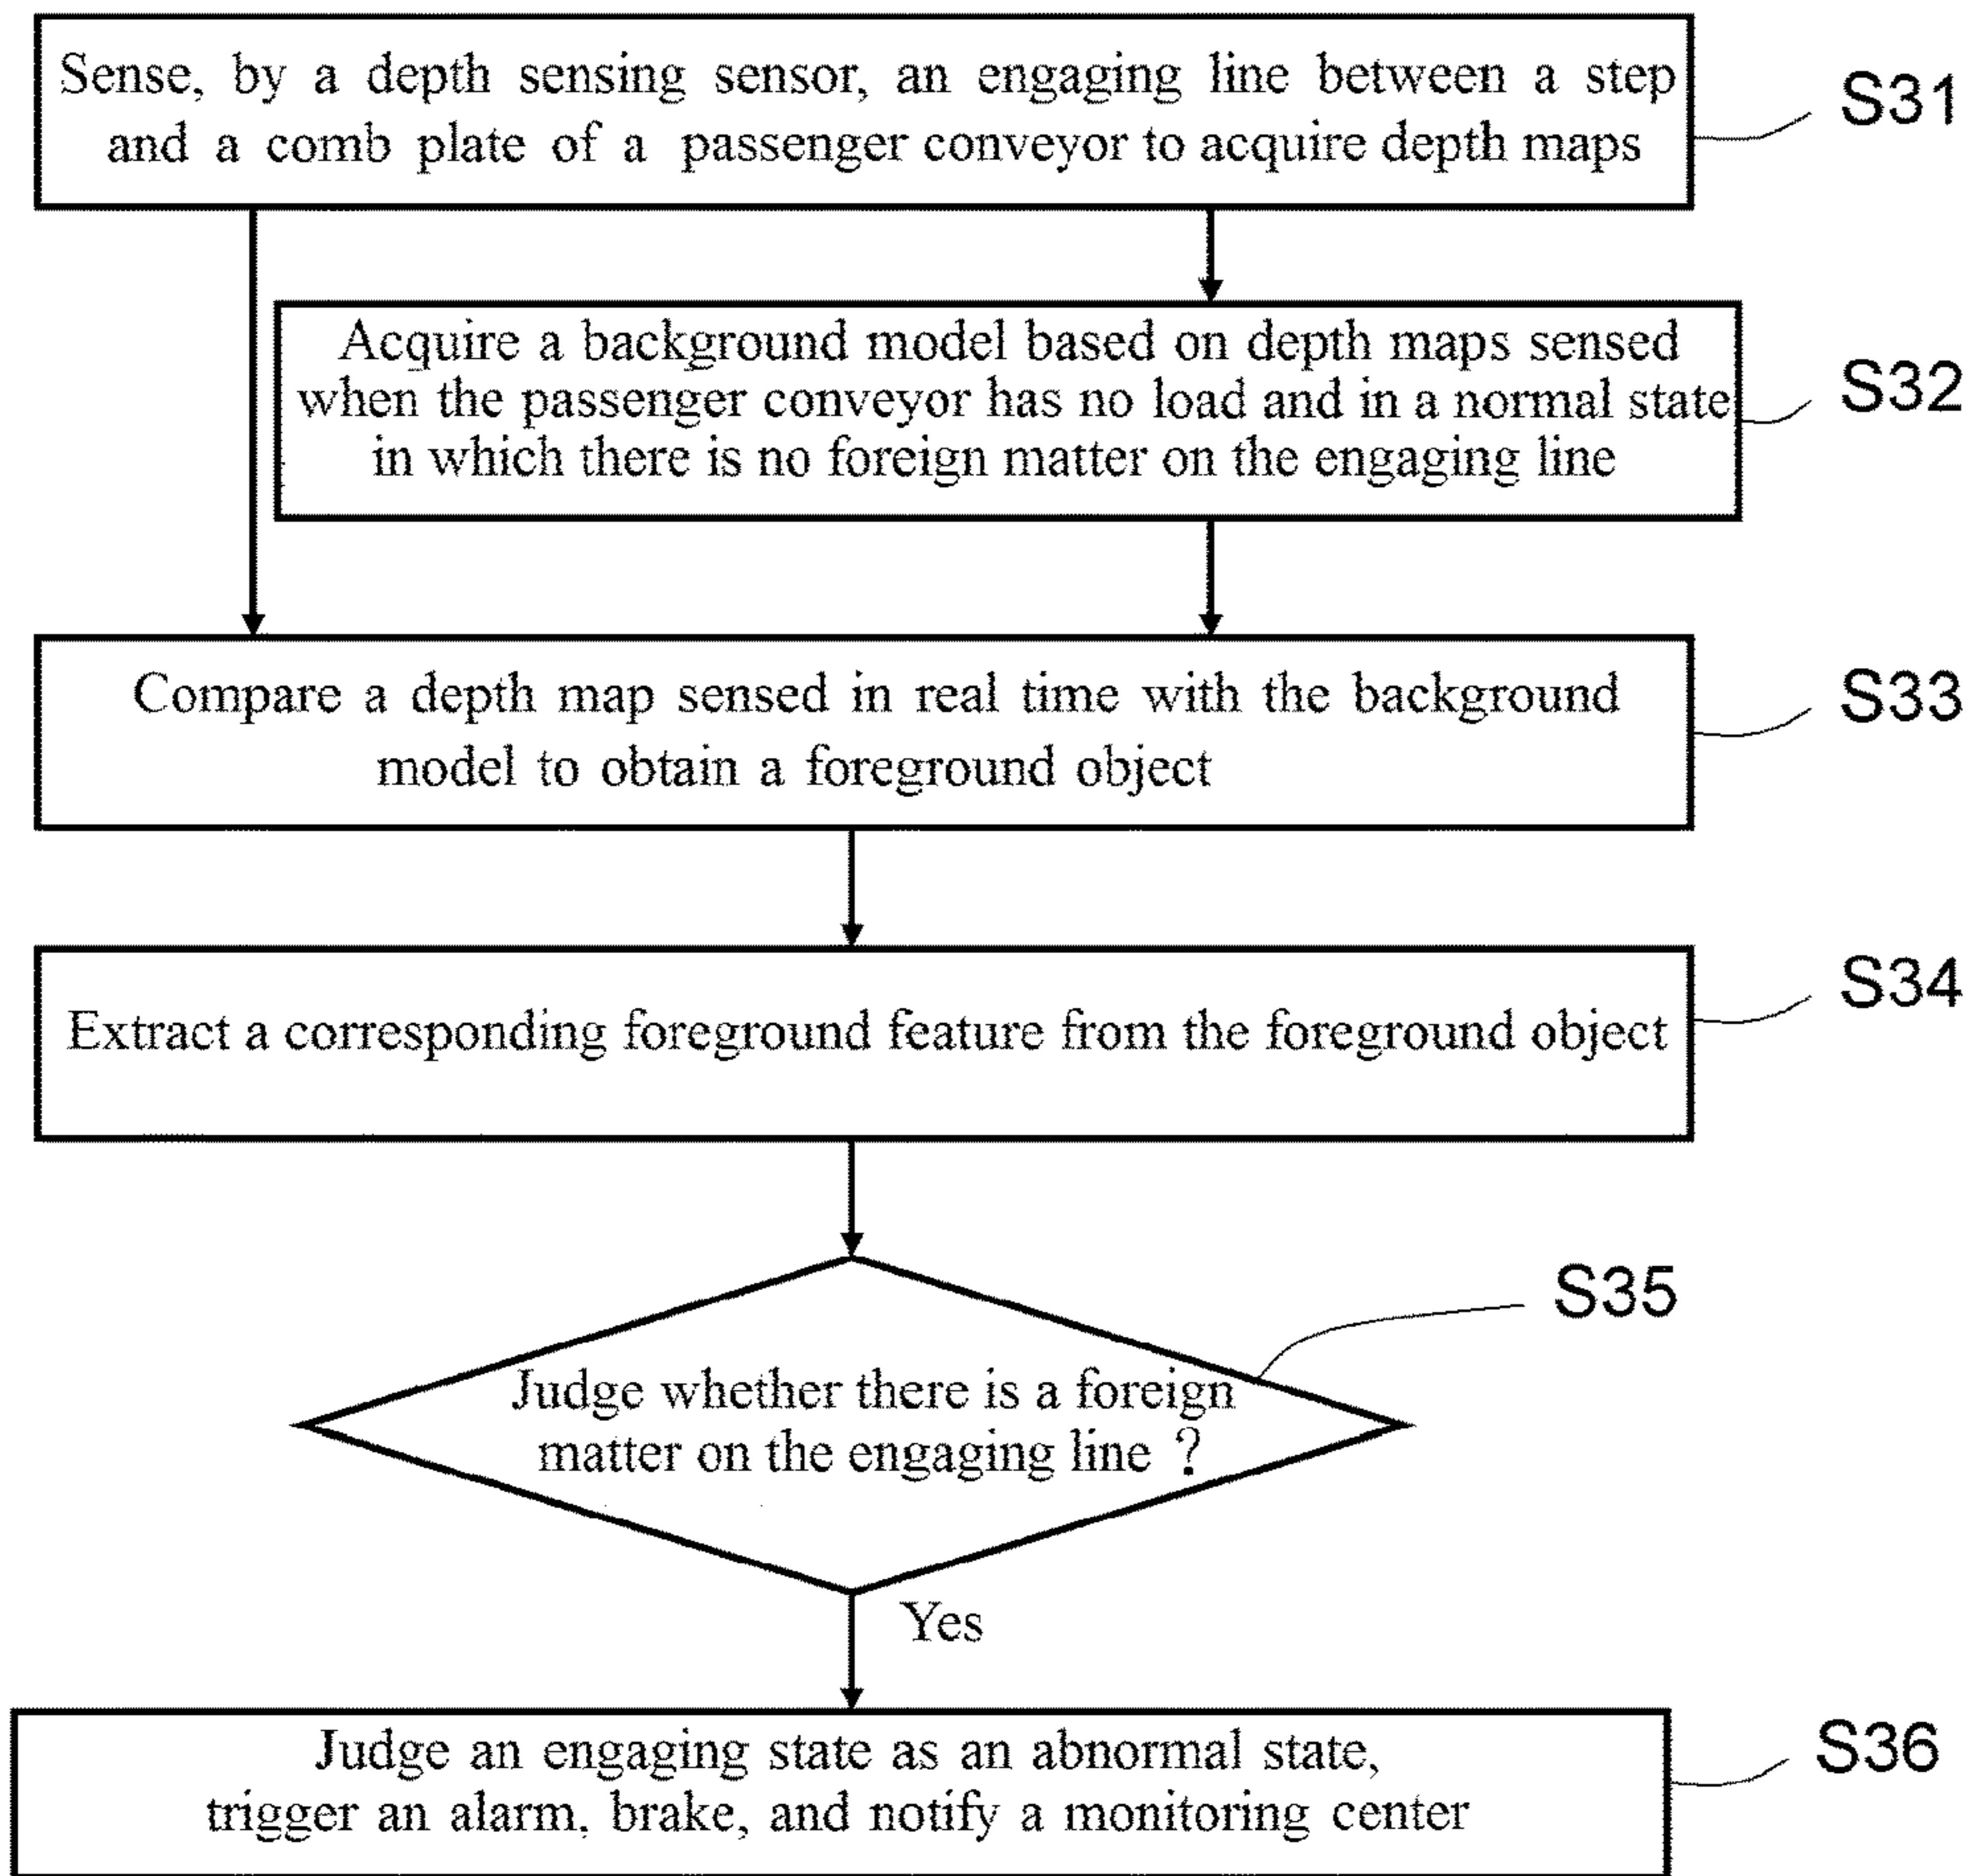 Sense, by a depth sensing sensor, an engaging line between a step
and a comb plate of a passenger conveyor to acquire depth maps
S31
Acquire a background model based on depth maps sensed
when the passenger conveyor has no load and in a normal state
in which there is no foreign matter on the engaging line
S32
Compare a depth map sensed in real time with the background
model to obtain a foreground object
S33
Extract a corresponding foreground feature from the foreground object
S34
Judge whether there is a foreign
matter on the engaging line ?
S35
Yes
Judge an engaging state as an abnormal state,
trigger an alarm, brake, and notify a monitoring center
S36